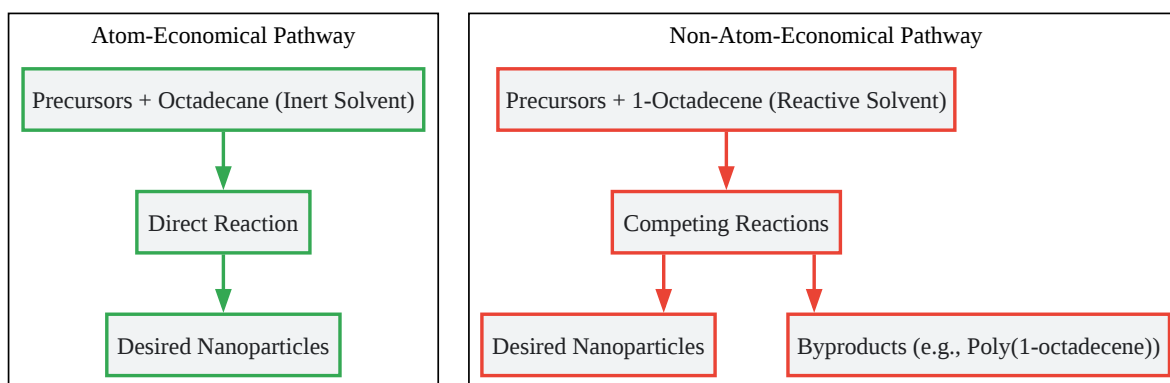 Atom-Economical Pathway
Precursors + Octadecane (Inert Solvent)
Direct Reaction
Desired Nanoparticles
Non-Atom-Economical Pathway
Precursors + 1-Octadecene (Reactive Solvent)
Competing Reactions
Desired Nanoparticles
Byproducts (e.g., Poly(1-octadecene))